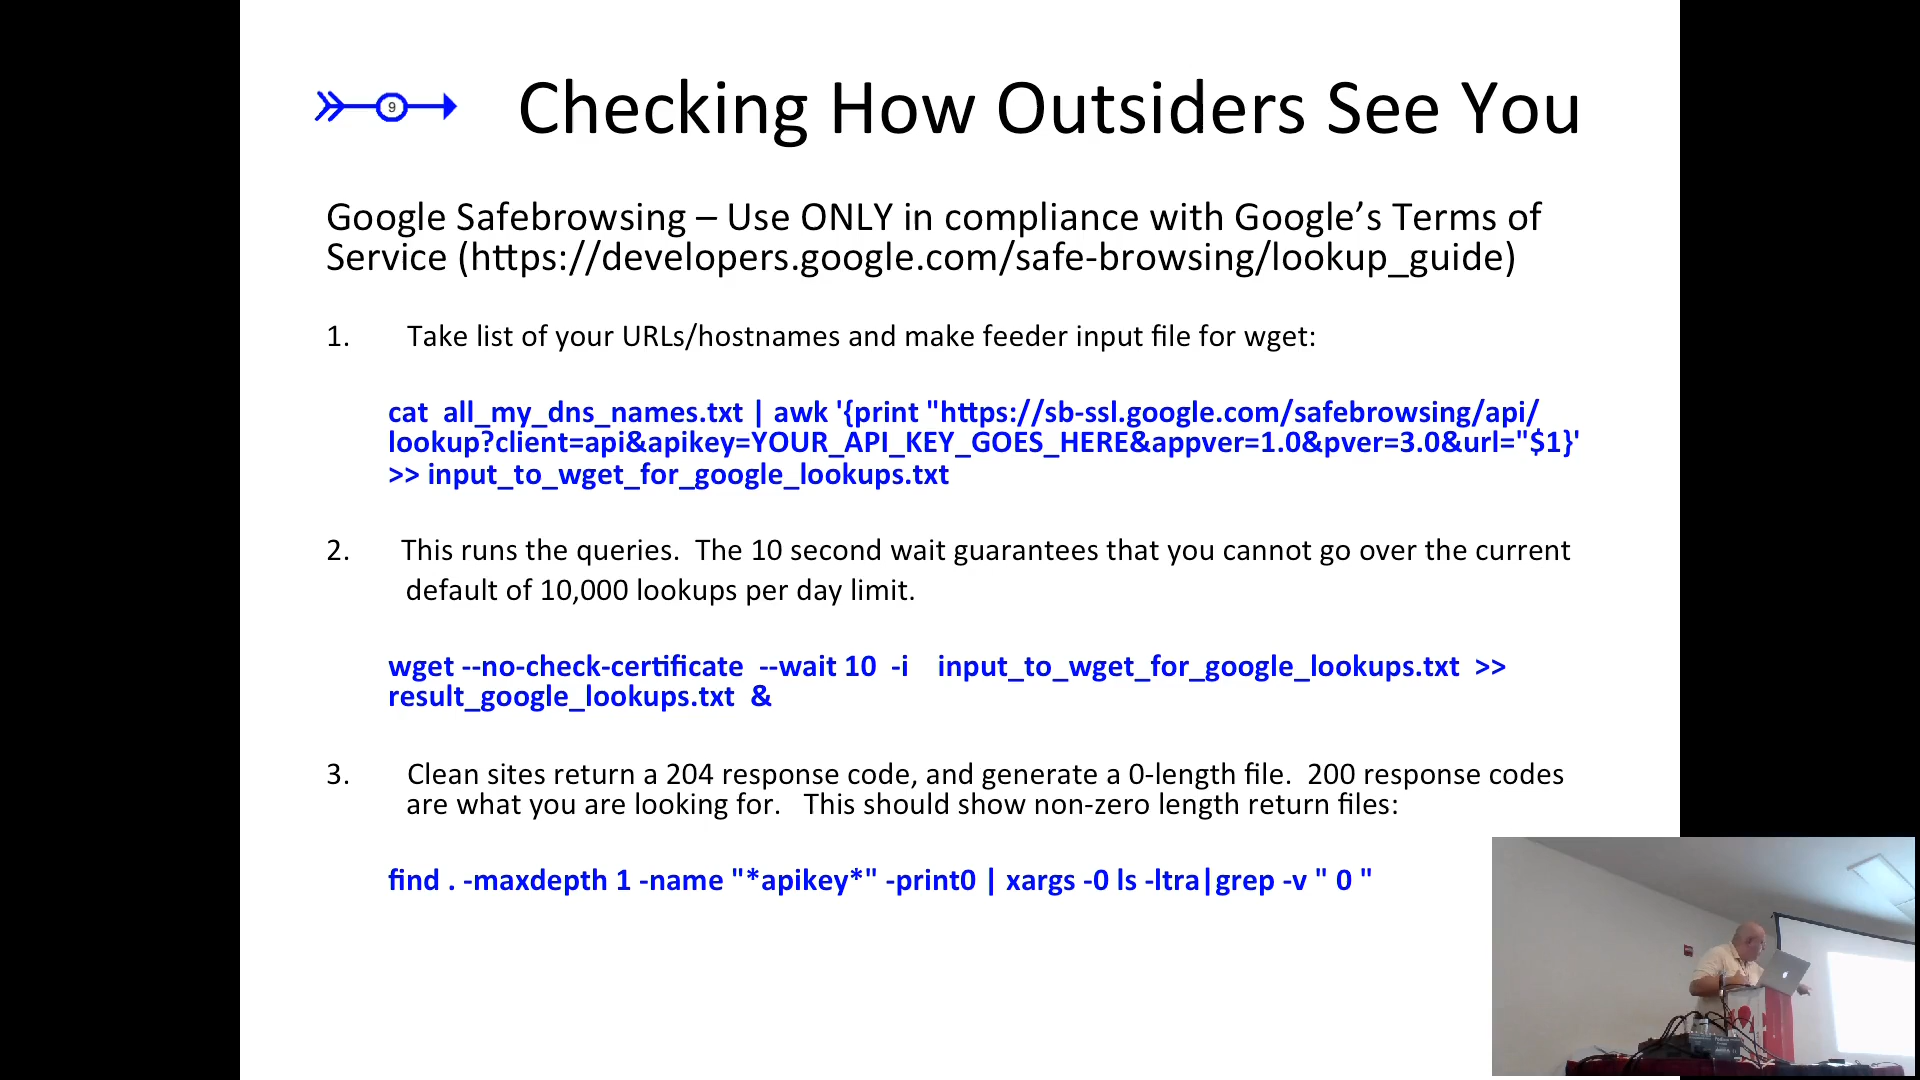 9
Checking How Outsiders See You
Google Safebrowsing – Use ONLY in compliance with Google’s Terms of
Service (https://developers.google.com/safe-browsing/lookup_guide)
1. Take list of your URLs/hostnames and make feeder input file for wget:
cat all_my_dns_names.txt | awk '{print "https://sb-ssl.google.com/safebrowsing/api/
lookup?client=api&apikey=YOUR_API_KEY_GOES_HERE&appver=1.0&pver=3.0&url="$1}'
>> input_to_wget_for_google_lookups.txt
2. This runs the queries. The 10 second wait guarantees that you cannot go over the current
default of 10,000 lookups per day limit.
wget --no-check-certificate --wait 10 -i input_to_wget_for_google_lookups.txt >>
result_google_lookups.txt &
3. Clean sites return a 204 response code, and generate a 0-length file. 200 response codes
are what you are looking for. This should show non-zero length return files:
find . -maxdepth 1 -name "*apikey*" -print0 | xargs -0 ls -ltra|grep -v " 0 "